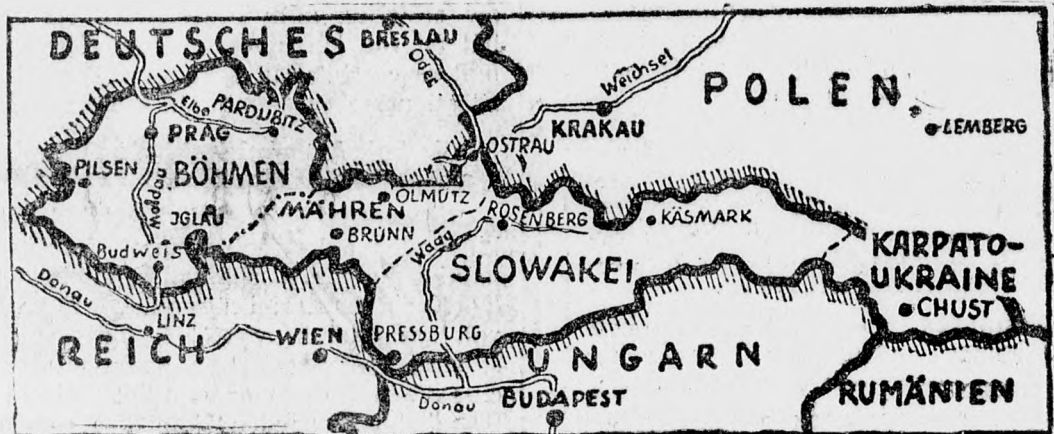 DEUTSCHES
BRESLAU
Oder
Weichsel
POLEN
Elbe
PARDUBITZ
PRAG
KRAKAU
LEMBERG
OSTRAU
PILSEN
BÖHMEN
Moldau
OLMÜTZ
MÄHREN
ROSENBERG
KÄSMARK
JGLAU
BRÜNN
Waag
KARPATO-
UKRAINE
Budweis
SLOWAKEI
Donau
CHUST
LINZ
REICH
WIEN
PRESSBURG
UNGARN
Donau
BUDAPEST
RUMÄNIEN